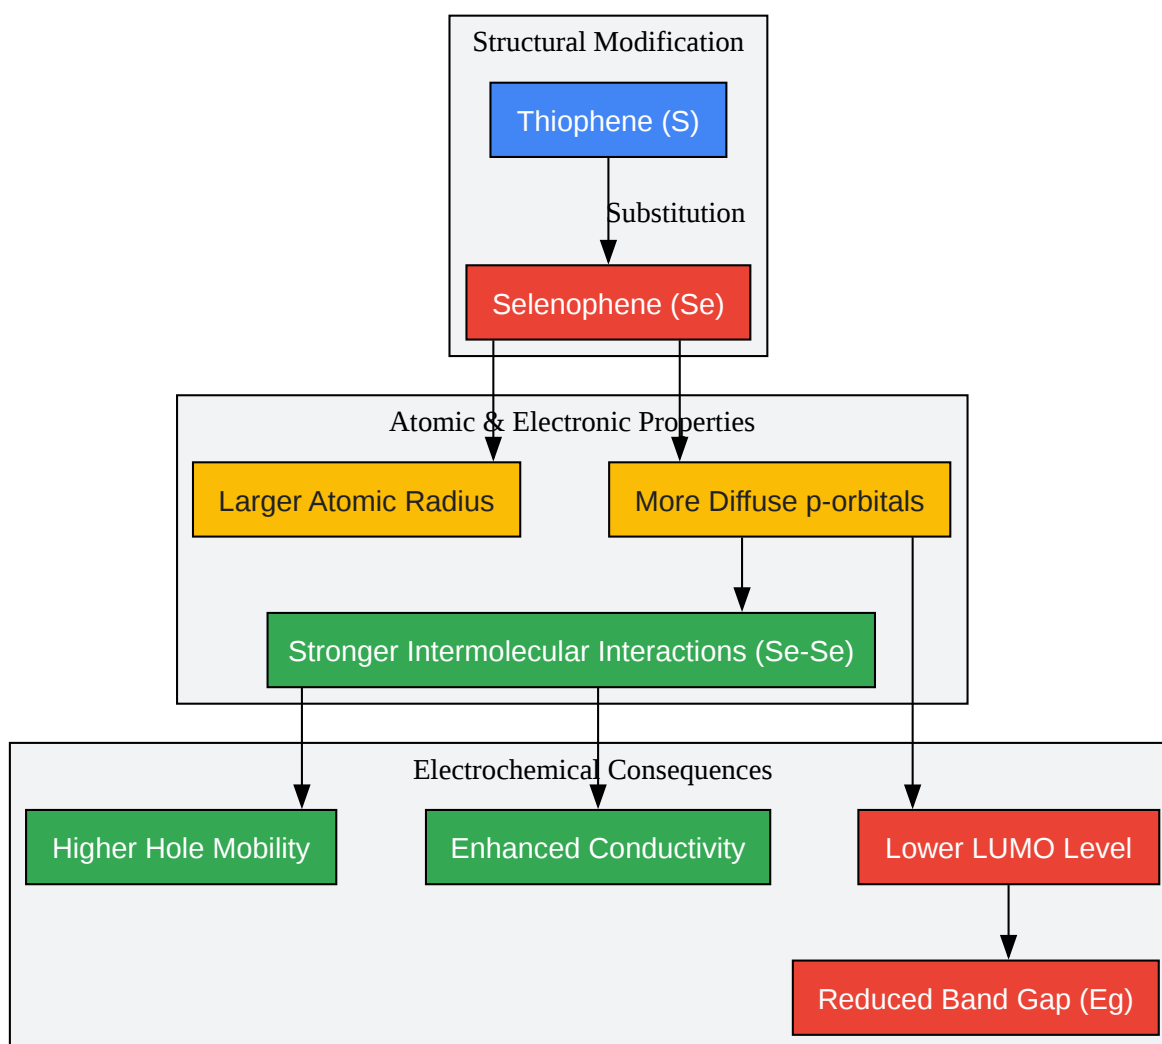 Structural Modification
Thiophene (S)
Substitution
Selenophene (Se)
Atomic & Electronic Properties
Larger Atomic Radius
More Diffuse p-orbitals
Stronger Intermolecular Interactions (Se-Se)
Electrochemical Consequences
Higher Hole Mobility
Enhanced Conductivity
Lower LUMO Level
Reduced Band Gap (Eg)